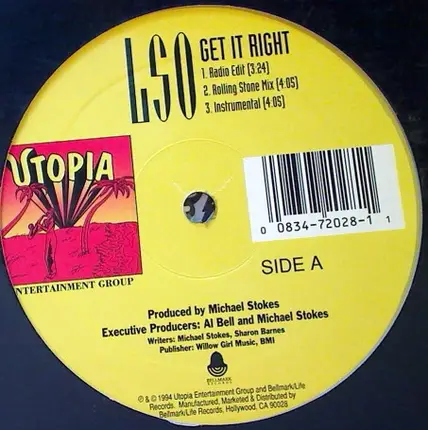 LSO
GET IT RIGHT
1. Radio Edit (3:24)
2. Rolling Stone Mix (4:05)
3. Instrumental (4:05)
UTOPIA
NTERTAINMENT GROUP
0 0834-72028-1 1
SIDE A
Produced by Michael Stokes
Executive Producers: Al Bell and Michael Stokes
Writers: Michael Stokes, Sharon Barnes
Publisher: Willow Girl Music, BMI
BELLMARK
RECORDS
℗ & © 1994 Utopia Entertainment Group and Bellmark/Life
Records. Manufactured, Marketed & Distributed by
Bellmark/Life Records, Hollywood, CA 90028